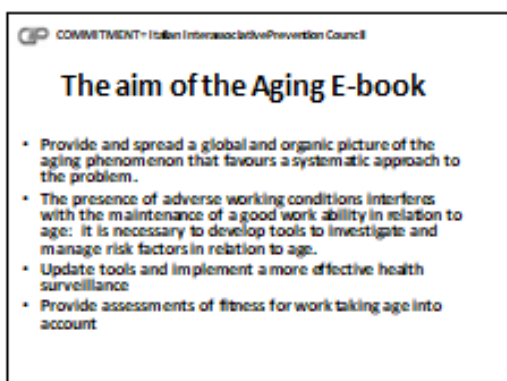 CIIP COMMITMENT= Italian Interassociative Prevention Council
The aim of the Aging E-book
• Provide and spread a global and organic picture of the
aging phenomenon that favours a systematic approach to
the problem.
• The presence of adverse working conditions interferes
with the maintenance of a good work ability in relation to
age: it is necessary to develop tools to investigate and
manage risk factors in relation to age.
• Update tools and implement a more effective health
surveillance
• Provide assessments of fitness for work taking age into
account